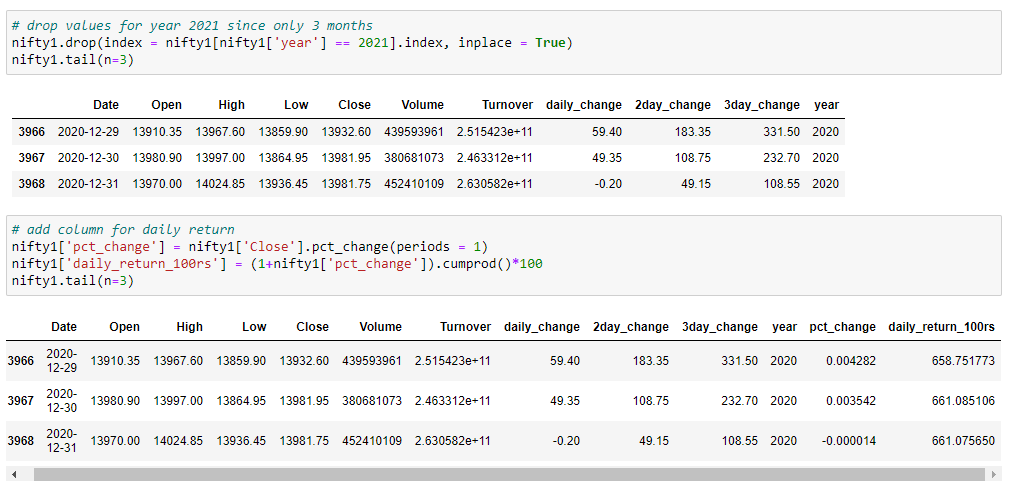 # drop values for year 2021 since only 3 months
nifty1.drop(index = nifty1[nifty1['year'] == 2021].index, inplace = True)
nifty1.tail(n=3)
Date Open High Low Close Volume Turnover daily_change 2day_change 3day_change year
3966 2020-12-29 13910.35 13967.60 13859.90 13932.60 439593961 2.515423e+11 59.40 183.35 331.50 2020
3967 2020-12-30 13980.90 13997.00 13864.95 13981.95 380681073 2.463312e+11 49.35 108.75 232.70 2020
3968 2020-12-31 13970.00 14024.85 13936.45 13981.75 452410109 2.630582e+11 -0.20 49.15 108.55 2020
# add column for daily return
nifty1['pct_change'] = nifty1['Close'].pct_change(periods = 1)
nifty1['daily_return_100rs'] = (1+nifty1['pct_change']).cumprod()*100
nifty1.tail(n=3)
Date Open High Low Close Volume Turnover daily_change 2day_change 3day_change year pct_change daily_return_100rs
3966 2020-
12-29 13910.35 13967.60 13859.90 13932.60 439593961 2.515423e+11 59.40 183.35 331.50 2020 0.004282 658.751773
3967 2020-
12-30 13980.90 13997.00 13864.95 13981.95 380681073 2.463312e+11 49.35 108.75 232.70 2020 0.003542 661.085106
3968 2020-
12-31 13970.00 14024.85 13936.45 13981.75 452410109 2.630582e+11 -0.20 49.15 108.55 2020 -0.000014 661.075650